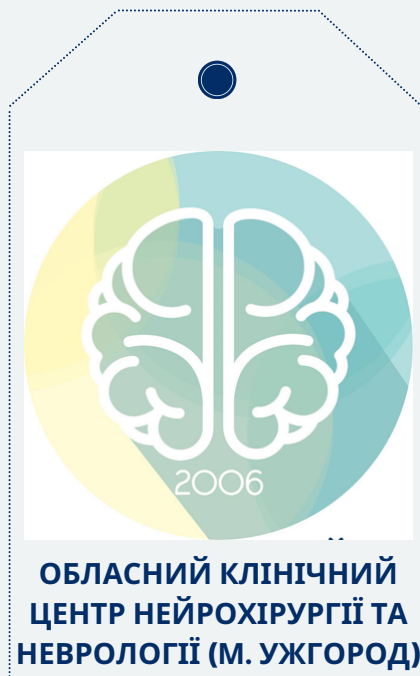 2006
ОБЛАСНИЙ КЛІНІЧНИЙ
ЦЕНТР НЕЙРОХІРУРГІЇ ТА
НЕВРОЛОГІЇ (М. УЖГОРОД)